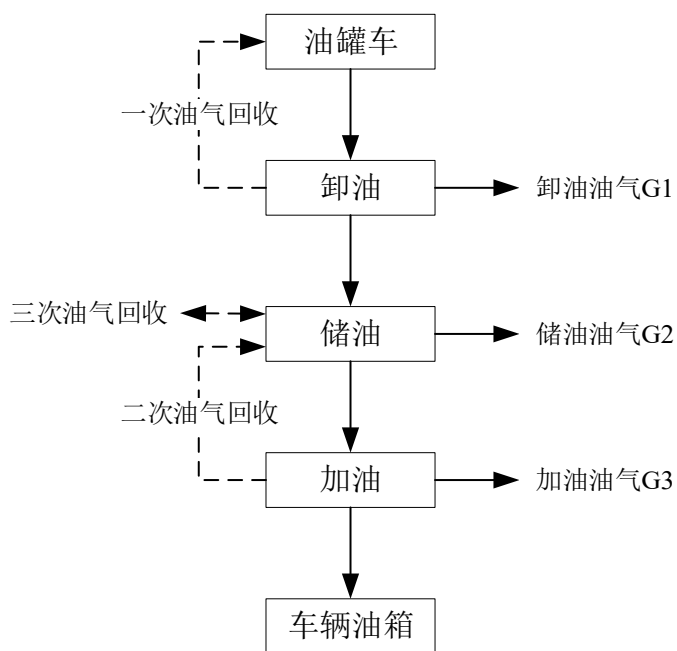 油罐车
一次油气回收
卸油
卸油油气G1
三次油气回收
储油
储油油气G2
二次油气回收
加油
加油油气G3
车辆油箱